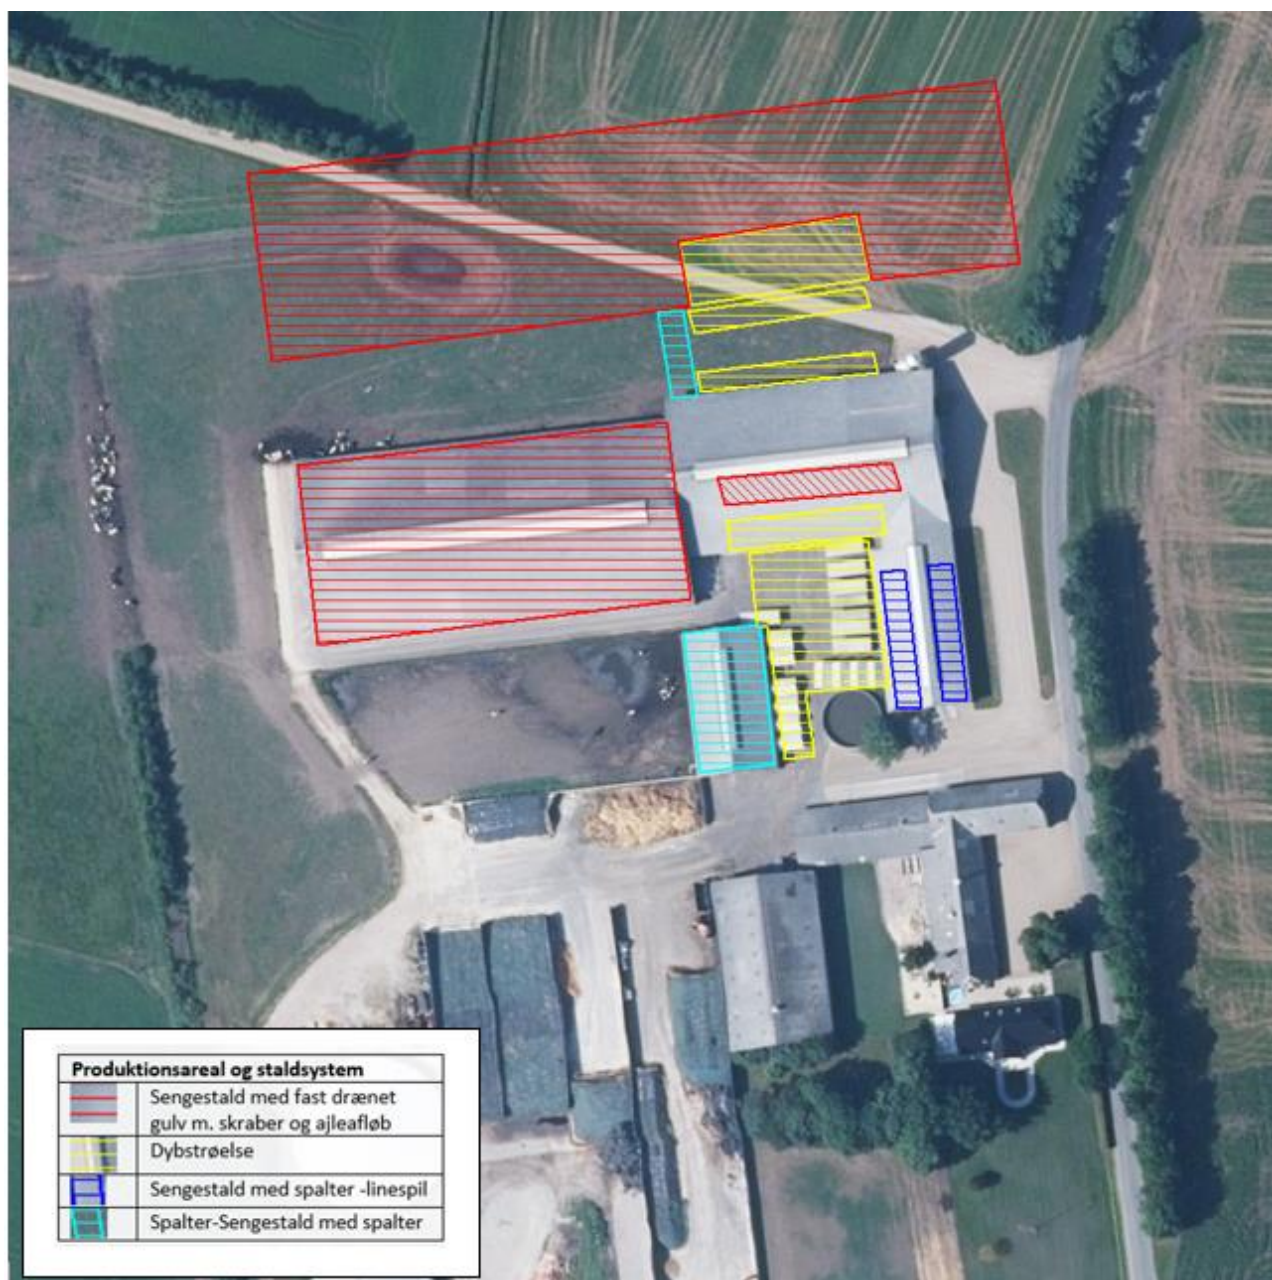 Produktionsareal og staldsystem
Sengestald med fast drænet
gulv m. skraber og ajleafløb
Dybstrøelse
Sengestald med spalter -linespil
Spalter-Sengestald med spalter